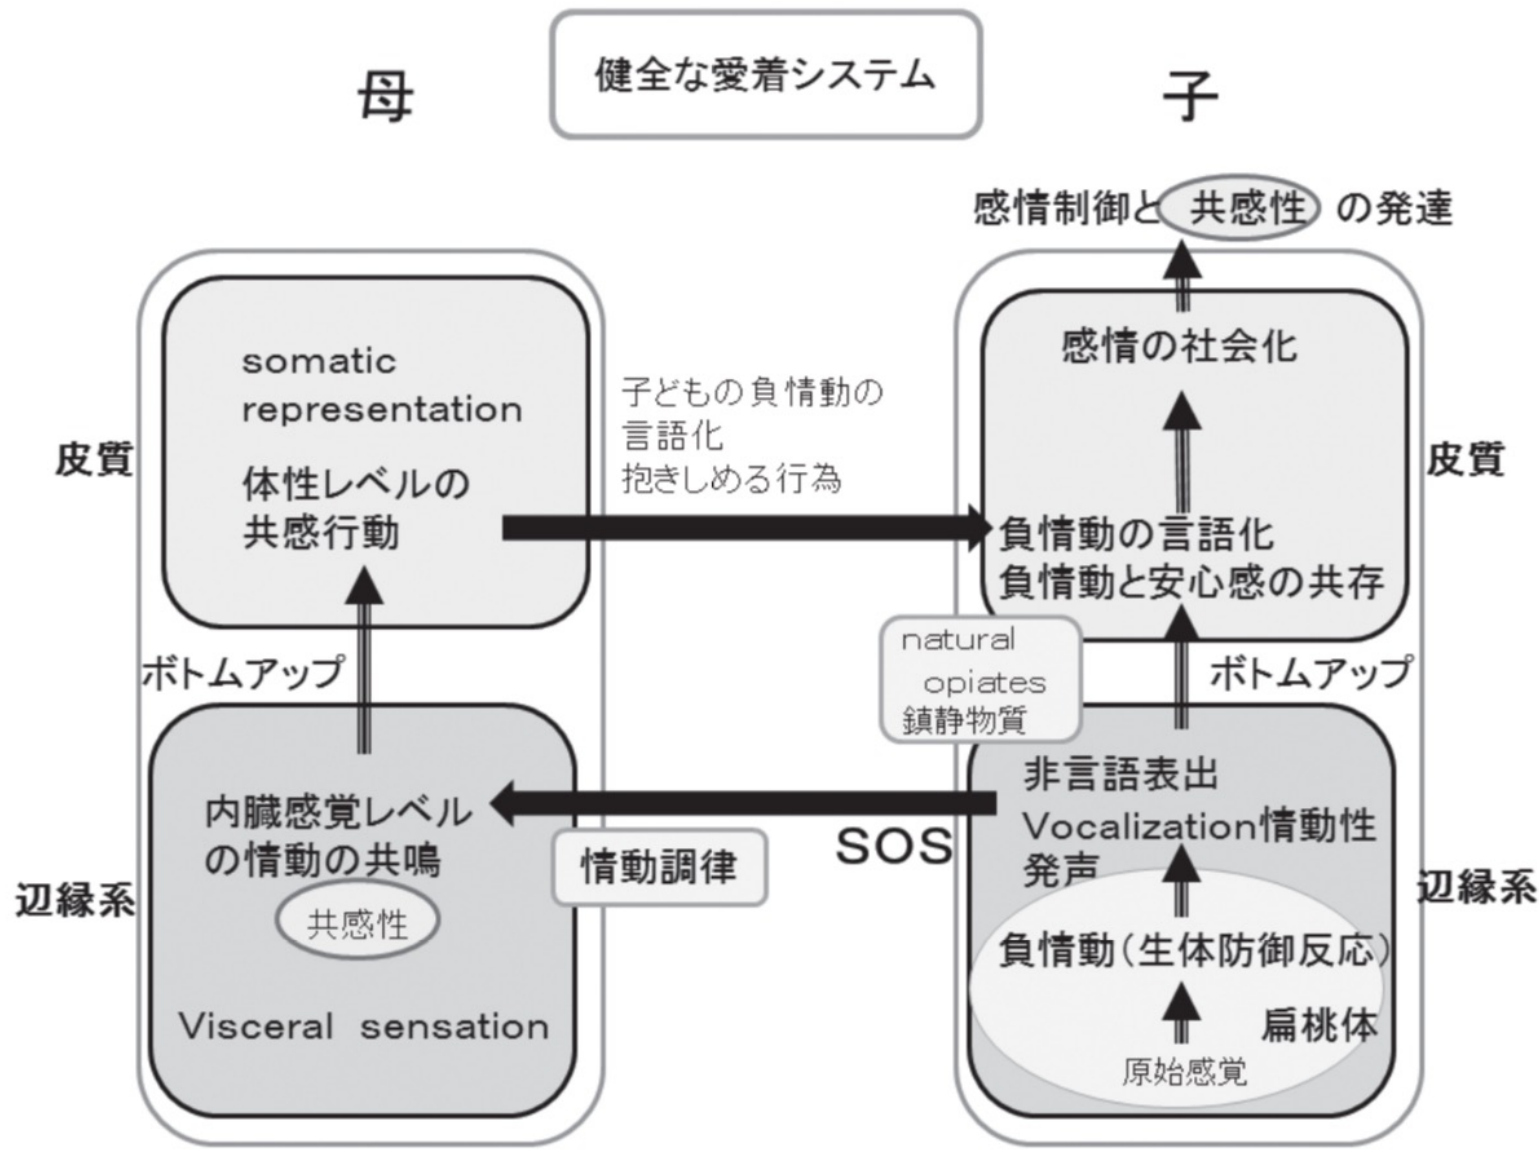 健全な愛着システム
母
子
感情制御と 共感性 の発達
somatic
representation
体性レベルの
共感行動
皮質
子どもの負情動の
言語化
抱きしめる行為
感情の社会化
負情動の言語化
負情動と安心感の共存
皮質
ボトムアップ
natural
opiates
鎮静物質
ボトムアップ
内臓感覚レベル
の情動の共鳴
共感性
Visceral sensation
辺縁系
情動調律
SOS
非言語表出
Vocalization情動性
発声
負情動(生体防御反応)
扁桃体
原始感覚
辺縁系